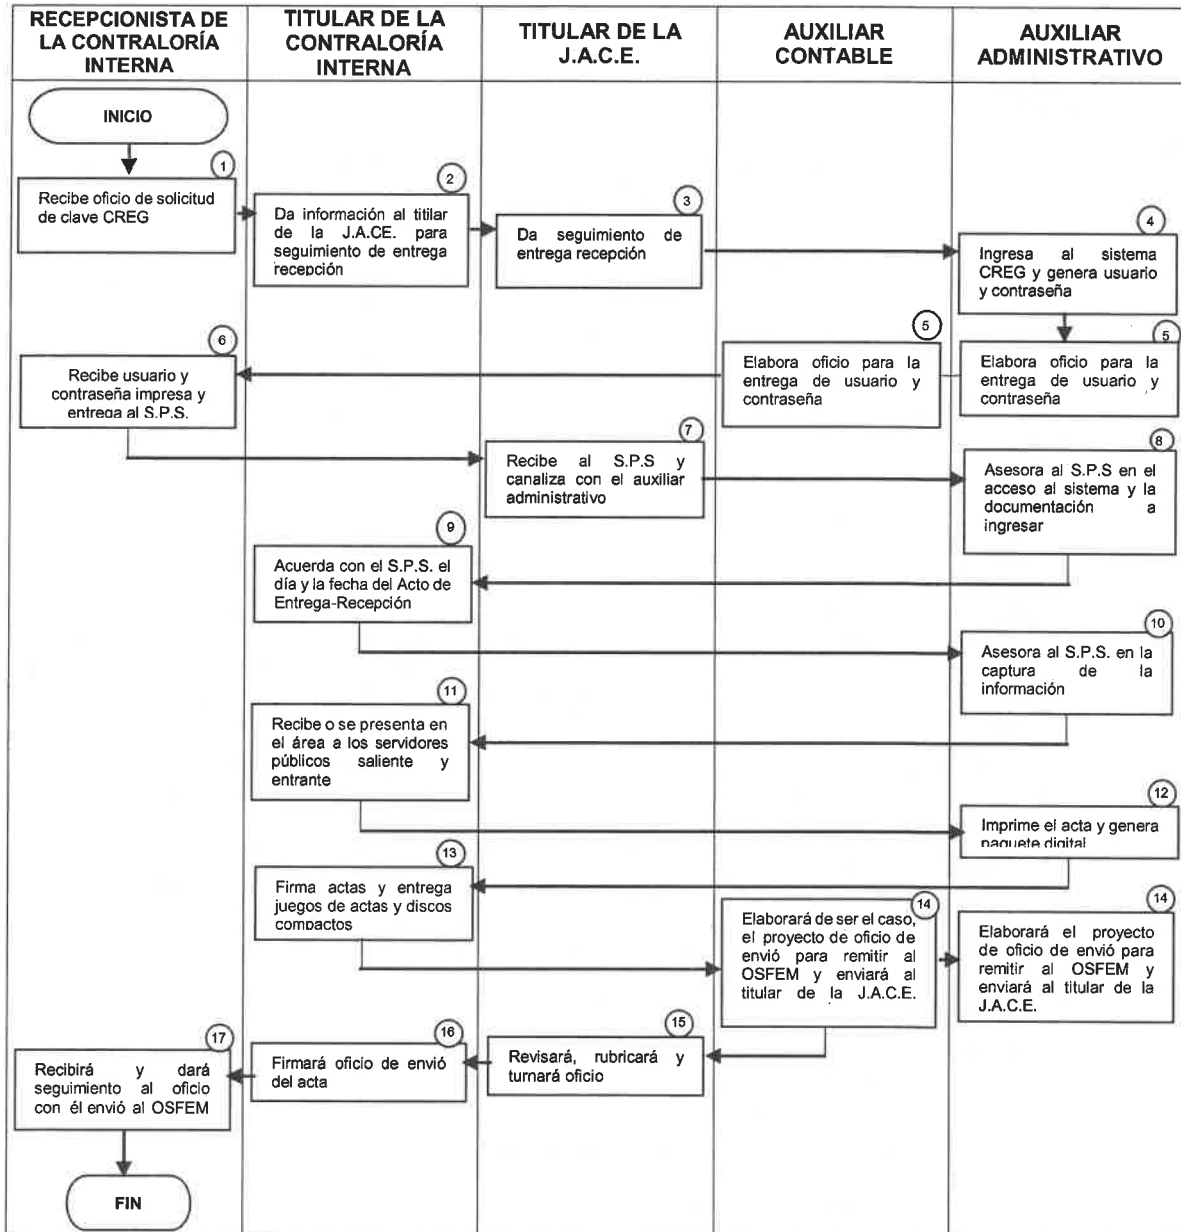 RECEPCIONISTA DE
LA CONTRALORÍA
INTERNA
TITULAR DE LA
CONTRALORÍA
INTERNA
TITULAR DE LA
J.A.C.E.
AUXILIAR
CONTABLE
AUXILIAR
ADMINISTRATIVO
INICIO
1
Recibe oficio de solicitud
de clave CREG
2
Da información al titilar
de la J.A.CE. para
seguimiento de entrega
recepción
3
Da seguimiento de
entrega recepción
4
Ingresa al sistema
CREG y genera usuario
y contraseña
5
Elabora oficio para la
entrega de usuario y
contraseña
5
Elabora oficio para la
entrega de usuario y
contraseña
6
Recibe usuario y
contraseña impresa y
entrega al S.P.S.
7
Recibe al S.P.S y
canaliza con el auxiliar
administrativo
8
Asesora al S.P.S en el
acceso al sistema y la
documentación a
ingresar
9
Acuerda con el S.P.S. el
día y la fecha del Acto de
Entrega-Recepción
10
Asesora al S.P.S. en la
captura de la
información
11
Recibe o se presenta en
el área a los servidores
públicos saliente y
entrante
12
Imprime el acta y genera
paquete digital
13
Firma actas y entrega
juegos de actas y discos
compactos
14
Elaborará de ser el caso,
el proyecto de oficio de
envió para remitir al
OSFEM y enviará al
titular de la J.A.C.E.
14
Elaborará el proyecto
de oficio de envió para
remitir al OSFEM y
enviará al titular de la
J.A.C.E.
15
Revisará, rubricará y
turnará oficio
16
Firmará oficio de envió
del acta
17
Recibirá y dará
seguimiento al oficio
con él envió al OSFEM
FIN